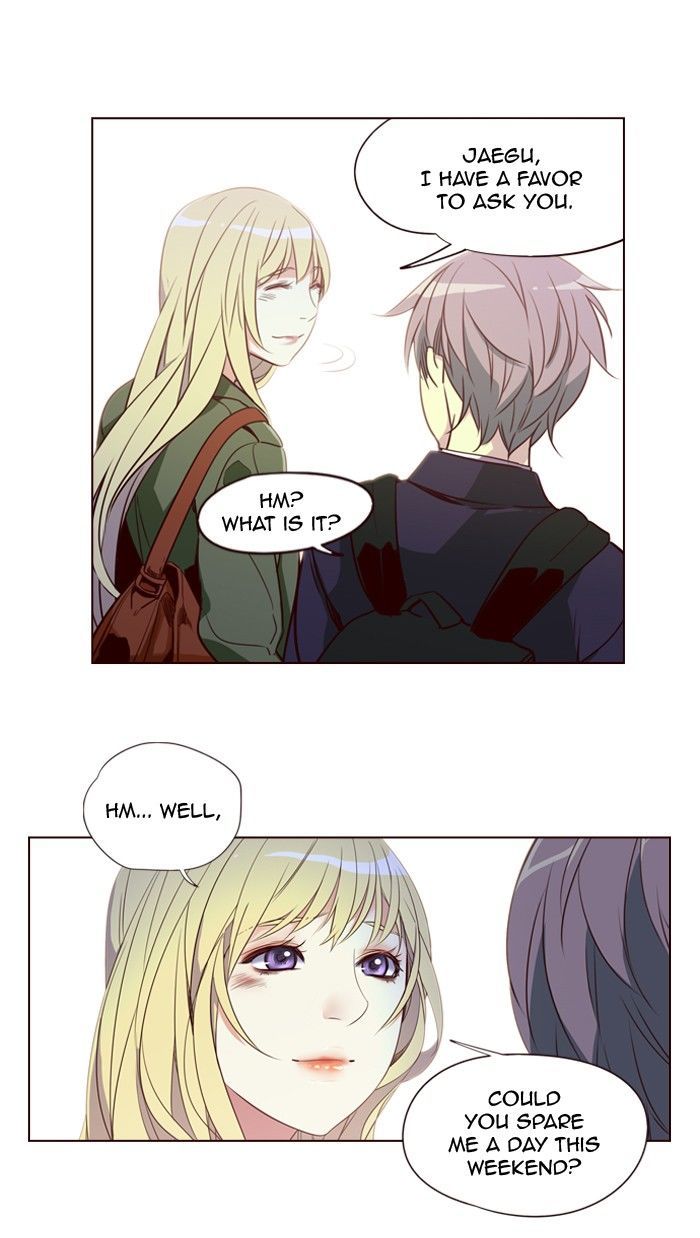 JAEGU,
I HAVE A FAVOR
TO ASK YOU.
HM?
WHAT IS IT?
HM... WELL,
COULD
YOU SPARE
ME A DAY THIS
WEEKEND?